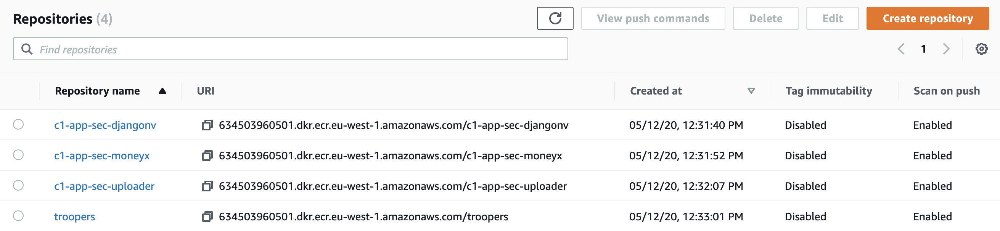 Repositories (4) View push commands Delete Edit Create repository
Find repositories 1
Repository name URI Created at Tag immutability Scan on push
c1-app-sec-djangonv 634503960501.dkr.ecr.eu-west-1.amazonaws.com/c1-app-sec-djangonv 05/12/20, 12:31:40 PM Disabled Enabled
c1-app-sec-moneyx 634503960501.dkr.ecr.eu-west-1.amazonaws.com/c1-app-sec-moneyx 05/12/20, 12:31:52 PM Disabled Enabled
c1-app-sec-uploader 634503960501.dkr.ecr.eu-west-1.amazonaws.com/c1-app-sec-uploader 05/12/20, 12:32:07 PM Disabled Enabled
troopers 634503960501.dkr.ecr.eu-west-1.amazonaws.com/troopers 05/12/20, 12:33:01 PM Disabled Enabled